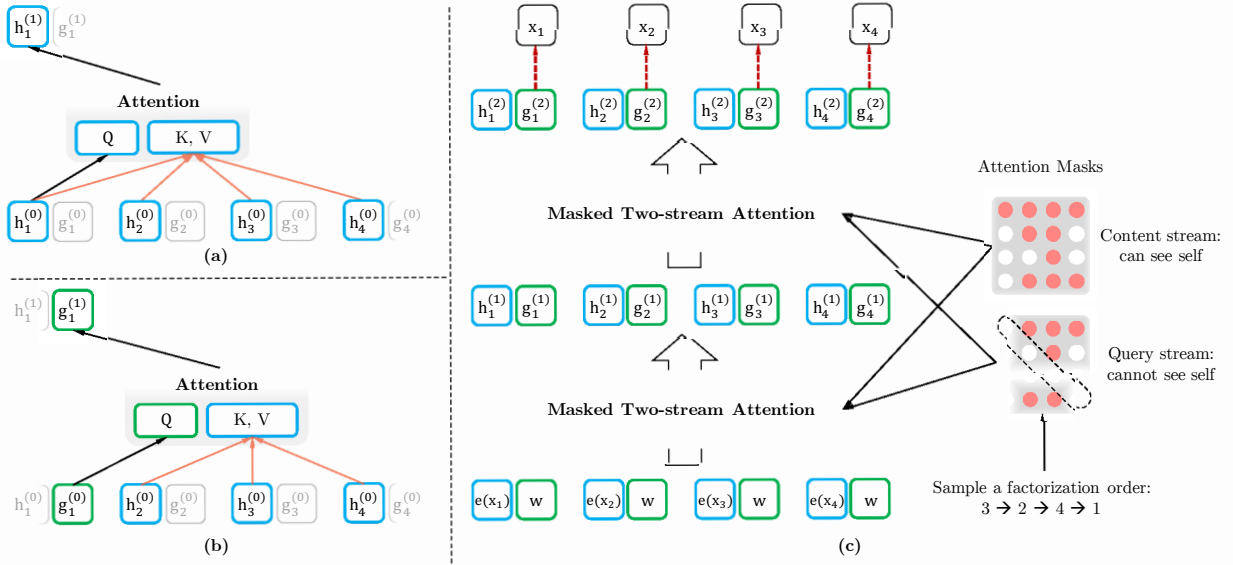 h₁⁽¹⁾ g₁⁽¹⁾
Attention
Q K, V
h₁⁽⁰⁾ g₁⁽⁰⁾ h₂⁽⁰⁾ g₂⁽⁰⁾ h₃⁽⁰⁾ g₃⁽⁰⁾ h₄⁽⁰⁾ g₄⁽⁰⁾
(a)
h₁⁽¹⁾ g₁⁽¹⁾
Attention
Q K, V
h₁⁽⁰⁾ g₁⁽⁰⁾ h₂⁽⁰⁾ g₂⁽⁰⁾ h₃⁽⁰⁾ g₃⁽⁰⁾ h₄⁽⁰⁾ g₄⁽⁰⁾
(b)
x₁ x₂ x₃ x₄
h₁⁽²⁾ g₁⁽²⁾ h₂⁽²⁾ g₂⁽²⁾ h₃⁽²⁾ g₃⁽²⁾ h₄⁽²⁾ g₄⁽²⁾
Masked Two-stream Attention
h₁⁽¹⁾ g₁⁽¹⁾ h₂⁽¹⁾ g₂⁽¹⁾ h₃⁽¹⁾ g₃⁽¹⁾ h₄⁽¹⁾ g₄⁽¹⁾
Masked Two-stream Attention
e(x₁) w e(x₂) w e(x₃) w e(x₄) w
(c)
Attention Masks
Content stream:
can see self
Query stream:
cannot see self
Sample a factorization order:
3 → 2 → 4 → 1